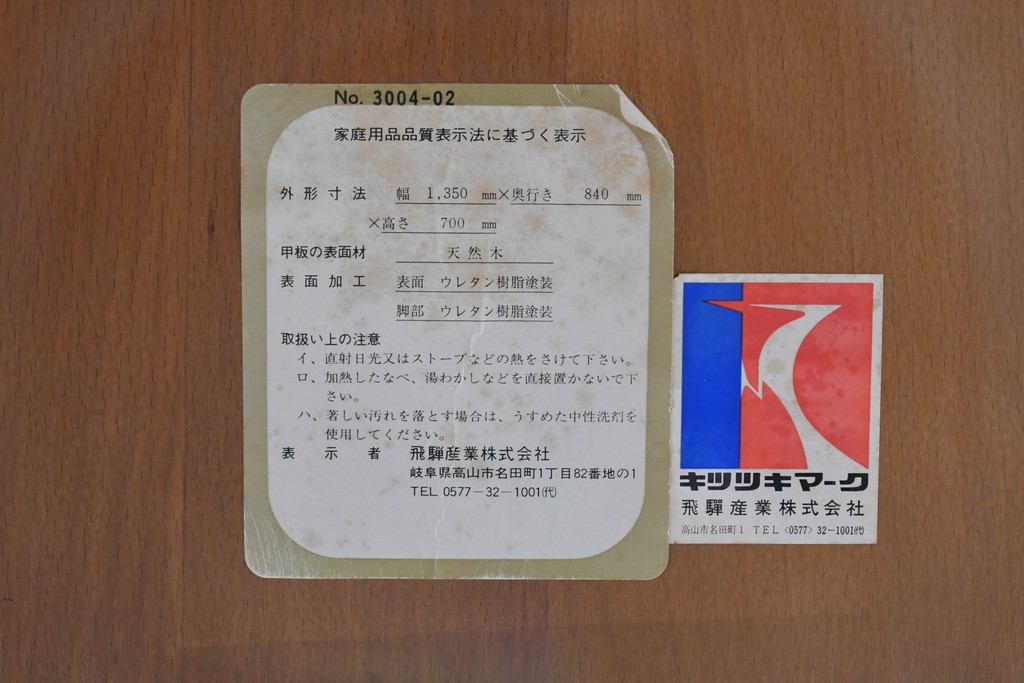 No. 3004-02
家庭用品品質表示法に基づく表示
外形寸法 幅 1,350 mm×奥行き 840 mm
×高さ 700 mm
甲板の表面材 天然木
表面加工 表面 ウレタン樹脂塗装
脚部 ウレタン樹脂塗装
取扱い上の注意
イ、直射日光又はストーブなどの熱をさけて下さい。
ロ、加熱したなべ、湯わかしなどを直接置かないで下
さい。
ハ、著しい汚れを落とす場合は、うすめた中性洗剤を
使用してください。
表示者 飛騨産業株式会社
岐阜県高山市名田町1丁目82番地の1
TEL 0577-32-1001㈹
キツツキマーク
飛驒産業株式会社
高山市名田町1 TEL〈0577〉32-1001㈹